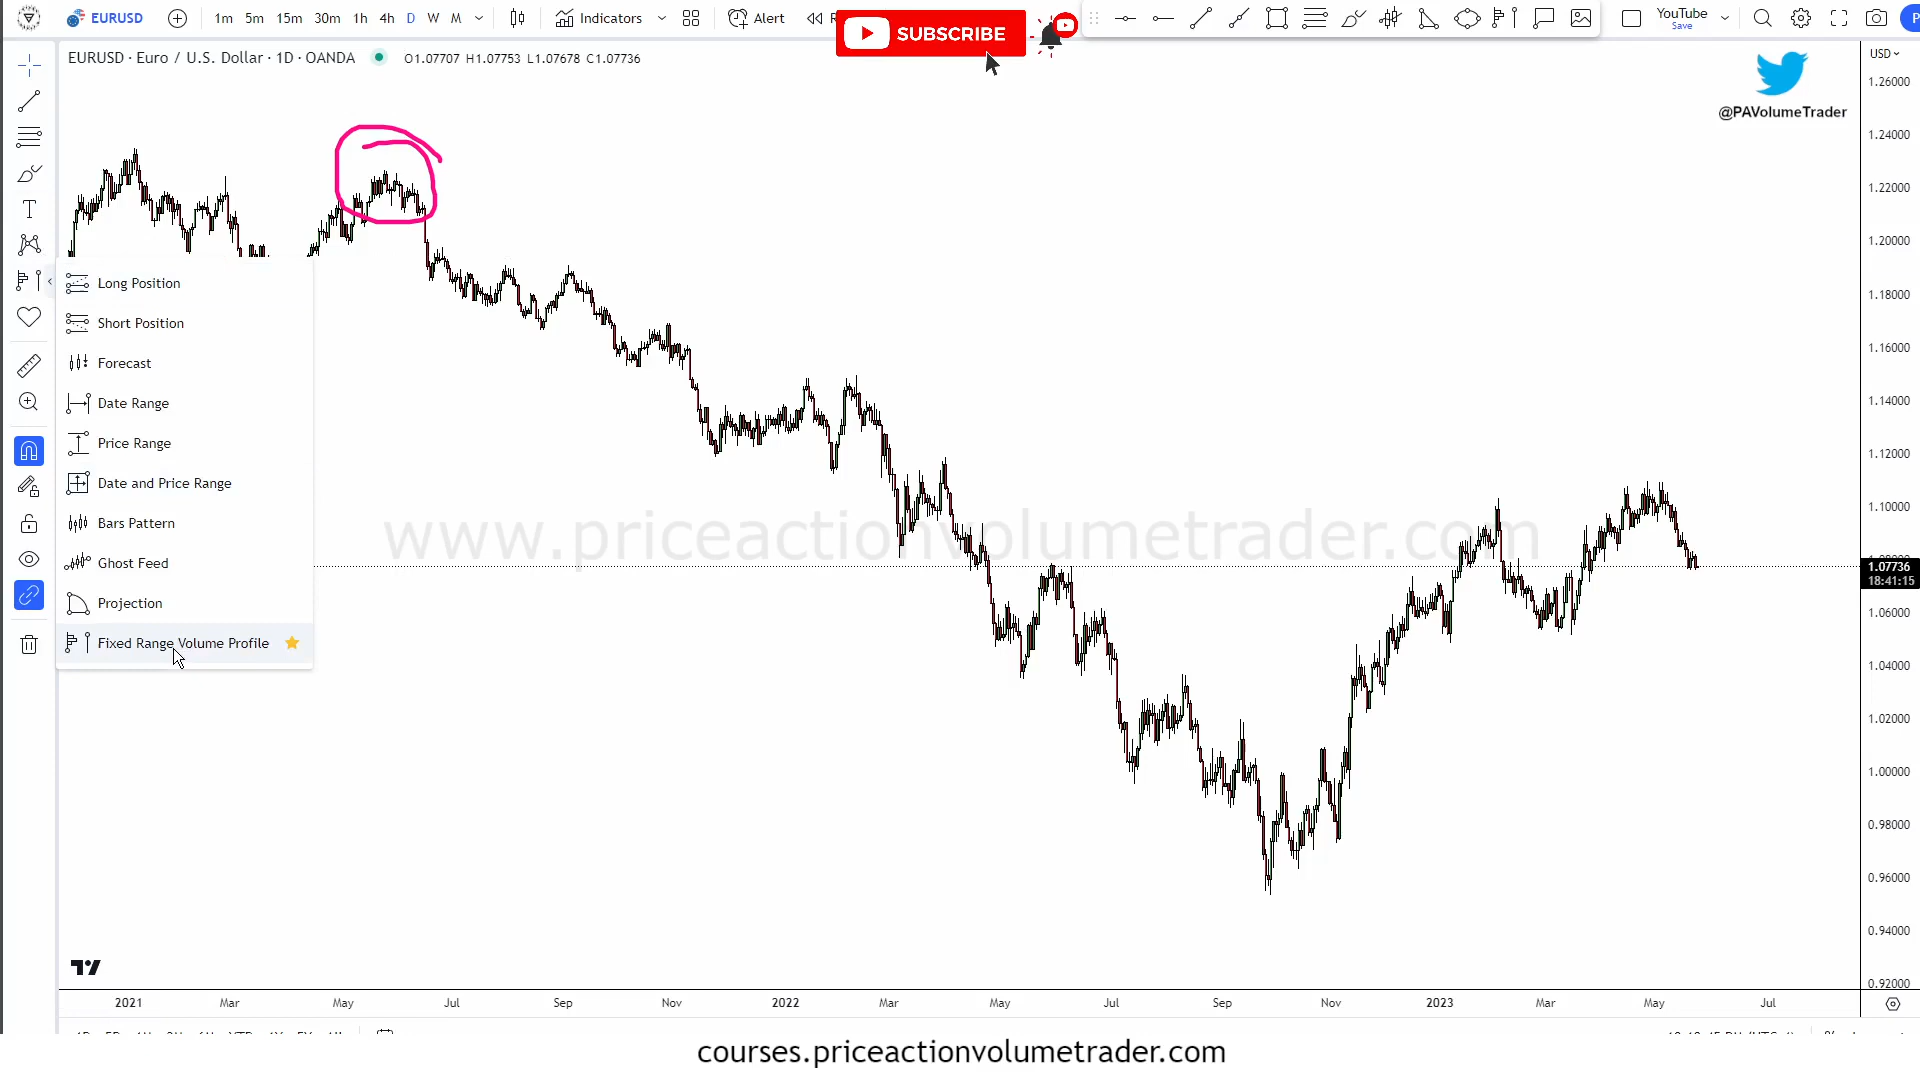 EURUSD
1m 5m 15m 30m 1h 4h D W M
Indicators
Alert
SUBSCRIBE
YouTube
Save
EURUSD · Euro / U.S. Dollar · 1D · OANDA
O1.07707 H1.07753 L1.07678 C1.07736
USD
@PAVolumeTrader
1.26000
1.24000
1.22000
1.20000
1.18000
1.16000
1.14000
1.12000
1.10000
1.07736
18:41:15
1.06000
1.04000
1.02000
1.00000
0.98000
0.96000
0.94000
0.92000
Long Position
Short Position
Forecast
Date Range
Price Range
Date and Price Range
Bars Pattern
Ghost Feed
Projection
Fixed Range Volume Profile
www.priceactionvolumetrader.com
2021 Mar May Jul Sep Nov 2022 Mar May Jul Sep Nov 2023 Mar May Jul
courses.priceactionvolumetrader.com